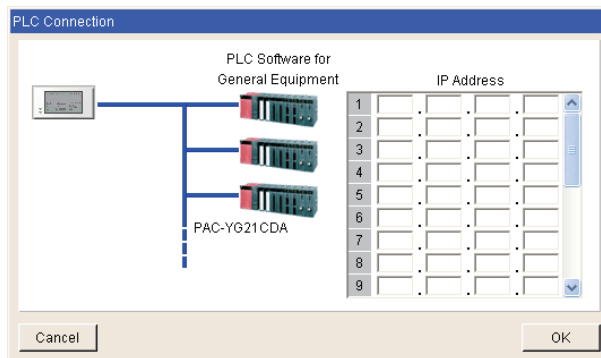 PLC Connection
PLC Software for
General Equipment
IP Address
1
2
3
4
5
6
7
8
9
PAC-YG21CDA
Cancel
OK